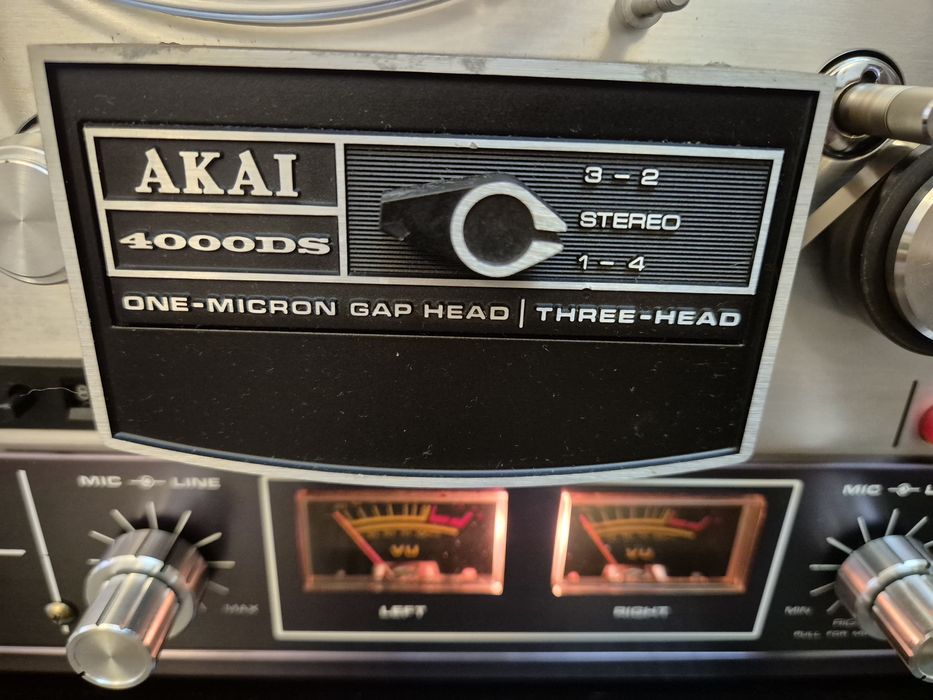 AKAI
4000DS
3 - 2
STEREO
1 - 4
ONE-MICRON GAP HEAD | THREE-HEAD
MIC LINE
MIC
MAX
VU
VU
LEFT
RIGHT
MIN